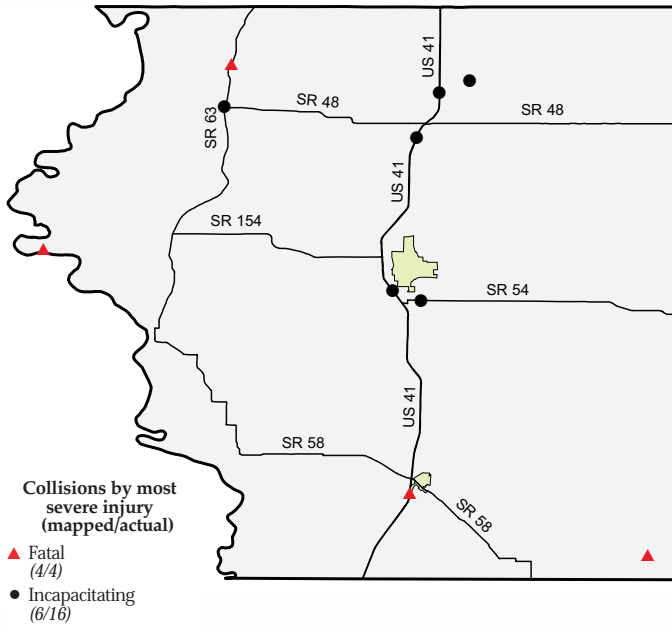 US 41
SR 48
SR 48
SR 63
US 41
SR 154
SR 54
US 41
SR 58
SR 58
Collisions by most
severe injury
(mapped/actual)
Fatal
(4/4)
Incapacitating
(6/16)